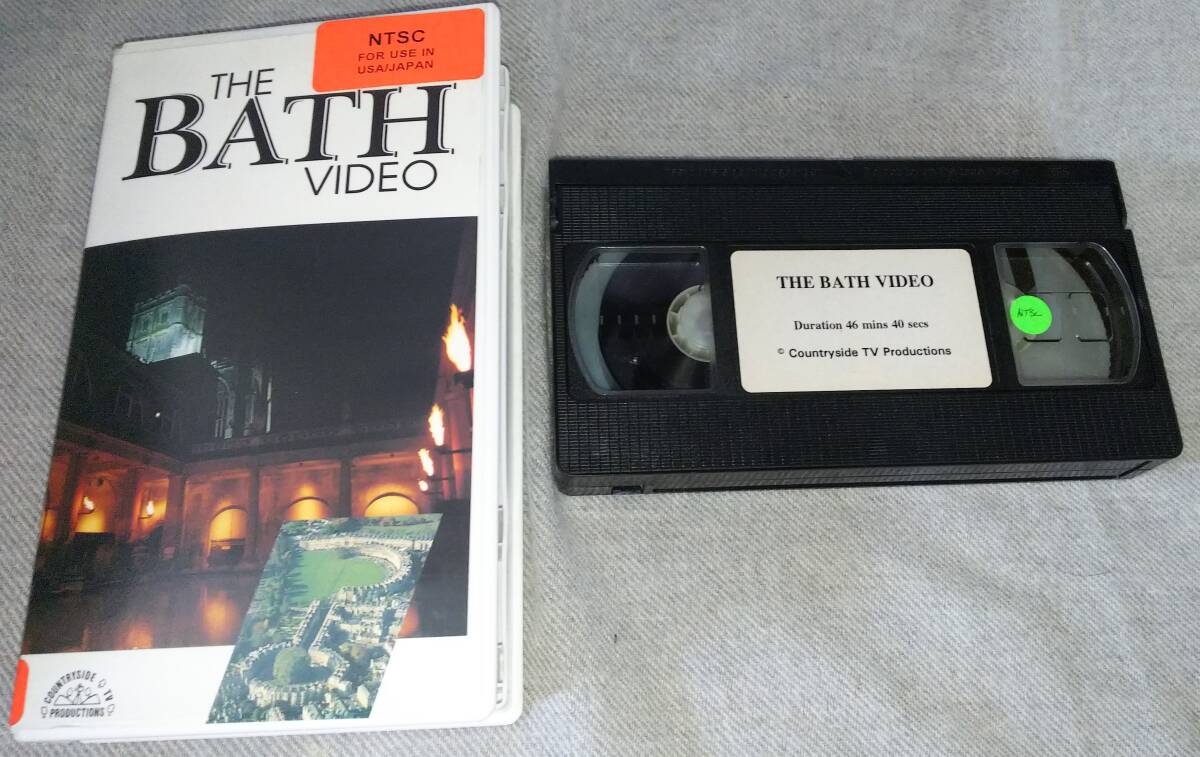 NTSC
FOR USE IN
USA/JAPAN
THE
BATH
VIDEO
COUNTRYSIDE TV
PRODUCTIONS
THE BATH VIDEO
Duration 46 mins 40 secs
© Countryside TV Productions
NTSC